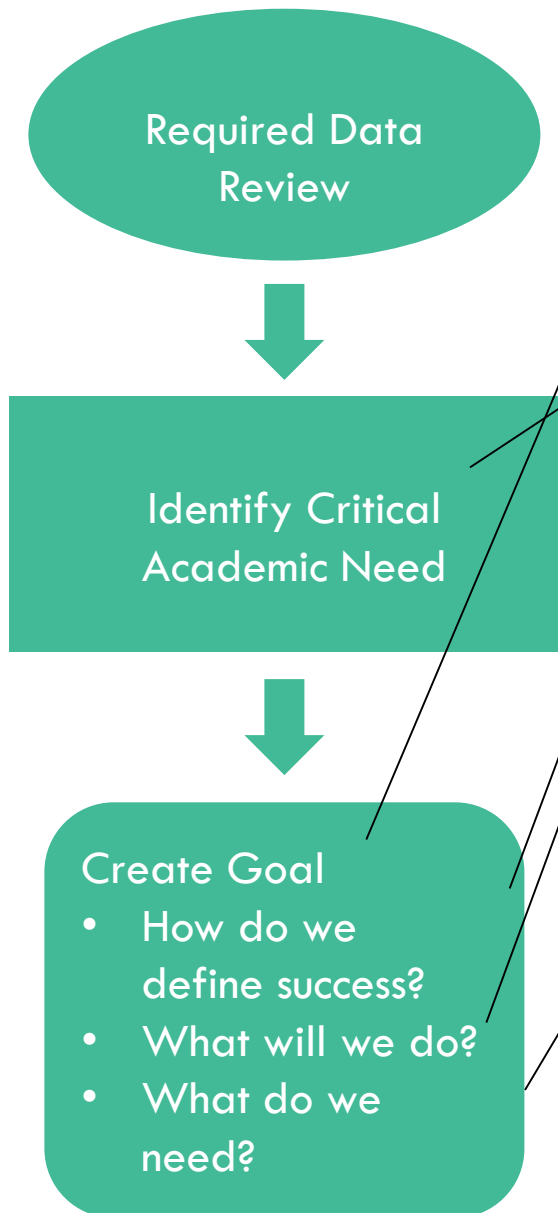 Required Data
Review
Identify Critical
Academic Need
Create Goal
• How do we
define success?
• What will we do?
• What do we
need?